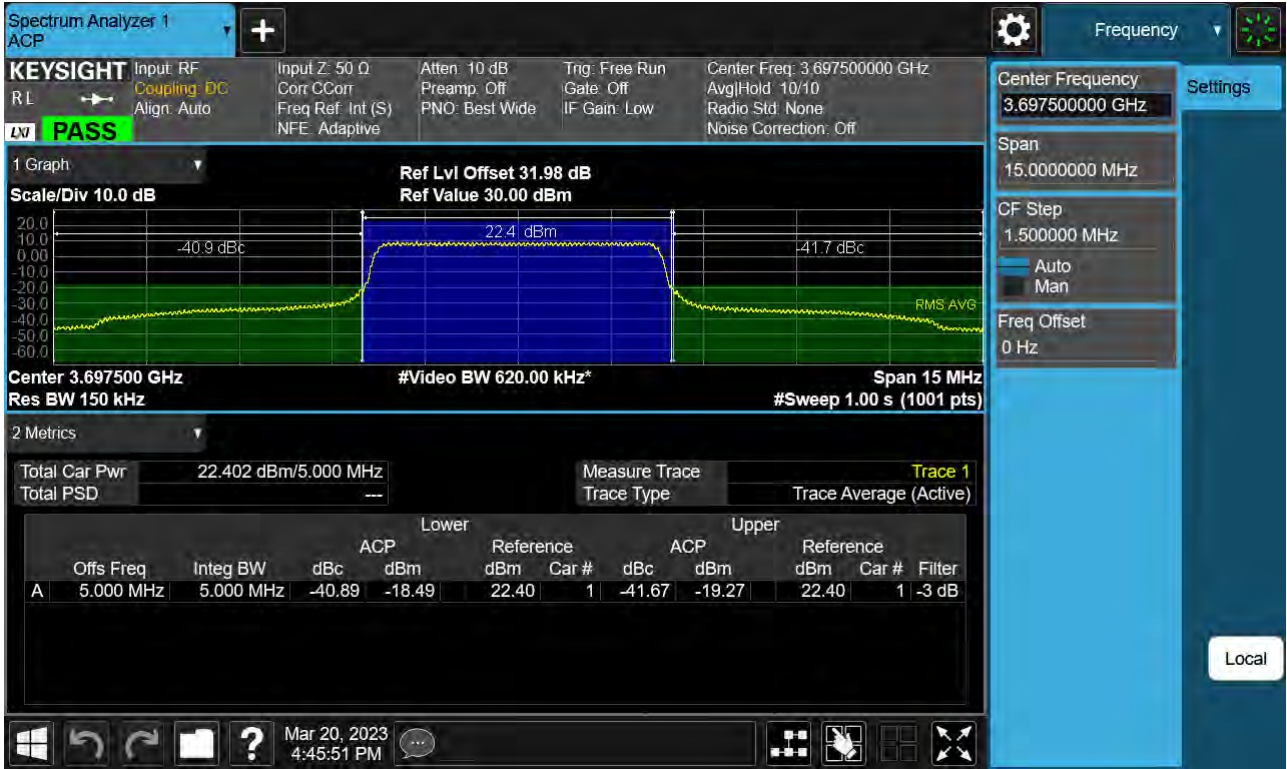 Spectrum Analyzer 1
ACP
Frequency
KEYSIGHT
R L
LXI
PASS
Input: RF
Coupling: DC
Align: Auto
Input Z: 50 Ω
Corr CCorr
Freq Ref: Int (S)
NFE: Adaptive
Atten: 10 dB
Preamp: Off
PNO: Best Wide
Trig: Free Run
Gate: Off
IF Gain: Low
Center Freq: 3.697500000 GHz
Avg|Hold: 10/10
Radio Std: None
Noise Correction: Off
1 Graph
Scale/Div 10.0 dB
Ref Lvl Offset 31.98 dB
Ref Value 30.00 dBm
20.0
10.0
0.00
-10.0
-20.0
-30.0
-40.0
-50.0
-60.0
-40.9 dBc
22.4 dBm
-41.7 dBc
RMS AVG
Center 3.697500 GHz
#Video BW 620.00 kHz*
Span 15 MHz
Res BW 150 kHz
#Sweep 1.00 s (1001 pts)
2 Metrics
Total Car Pwr 22.402 dBm/5.000 MHz
Total PSD ---
Measure Trace Trace 1
Trace Type Trace Average (Active)
Lower Upper
ACP Reference ACP Reference
Offs Freq Integ BW dBc dBm dBm Car # dBc dBm dBm Car # Filter
A 5.000 MHz 5.000 MHz -40.89 -18.49 22.40 1 -41.67 -19.27 22.40 1 -3 dB
Mar 20, 2023
4:45:51 PM
Center Frequency
3.697500000 GHz
Settings
Span
15.0000000 MHz
CF Step
1.500000 MHz
Auto
Man
Freq Offset
0 Hz
Local